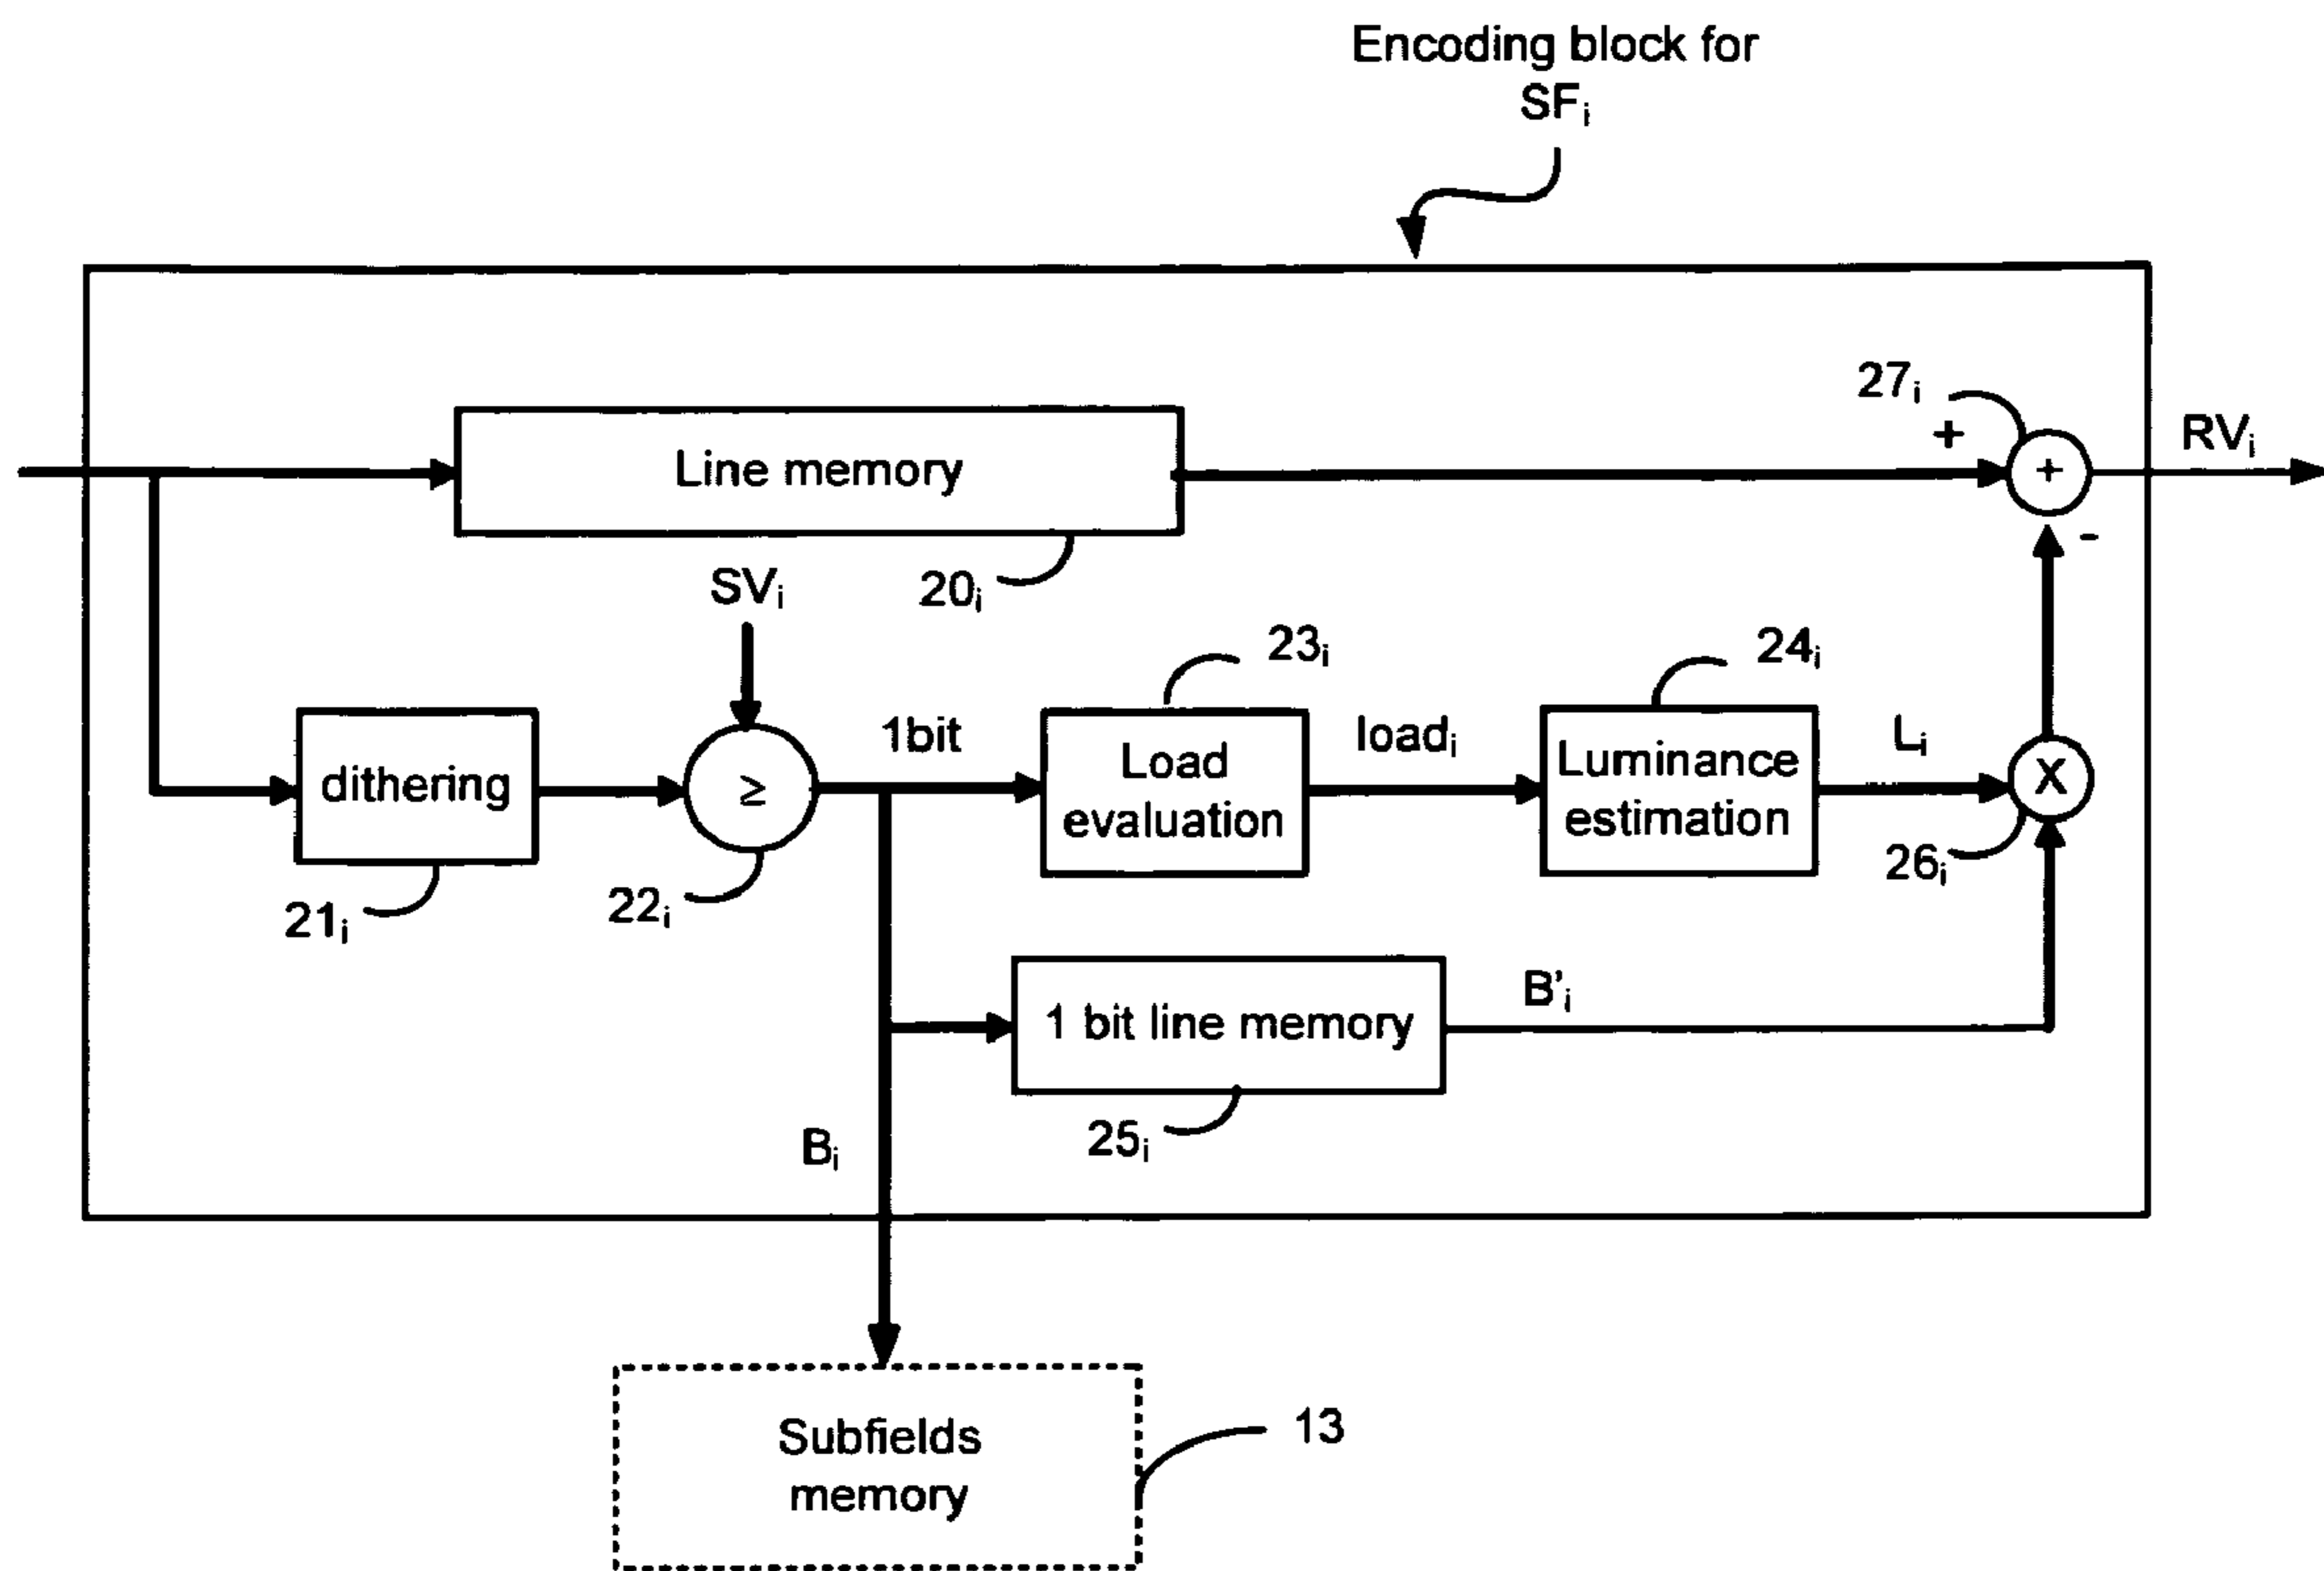 Encoding block for
SFᵢ
27ᵢ
+
RVᵢ
Line memory
+
-
SVᵢ
20ᵢ
23ᵢ
24ᵢ
1bit
loadᵢ
Lᵢ
dithering
≥
Load
evaluation
Luminance
estimation
X
21ᵢ
22ᵢ
26ᵢ
1 bit line memory
B'ᵢ
25ᵢ
Bᵢ
Subfields
memory
13